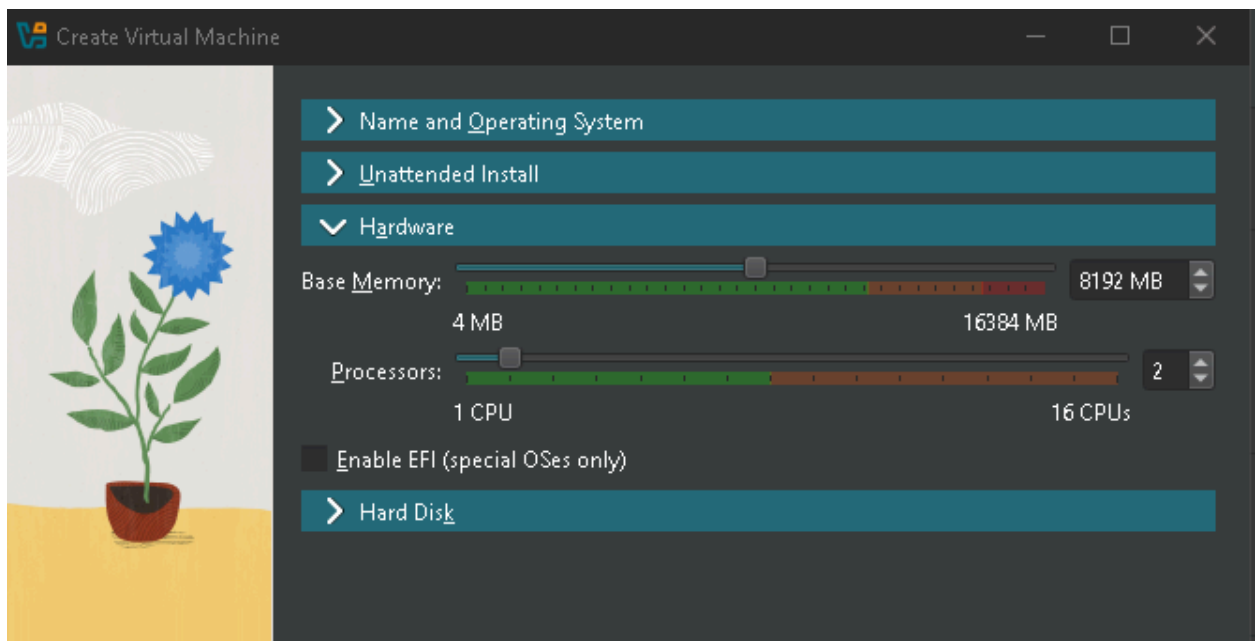 Create Virtual Machine
Name and Operating System
Unattended Install
Hardware
Base Memory: 8192 MB
4 MB 16384 MB
Processors: 2
1 CPU 16 CPUs
Enable EFI (special OSes only)
Hard Disk